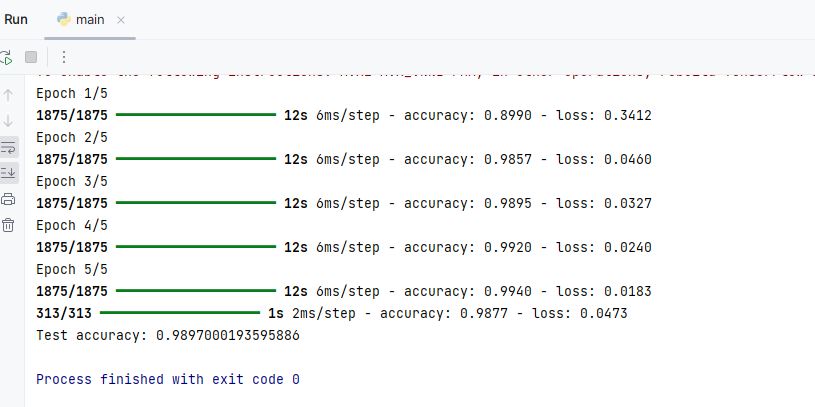 Run main
Epoch 1/5
1875/1875 12s 6ms/step - accuracy: 0.8990 - loss: 0.3412
Epoch 2/5
1875/1875 12s 6ms/step - accuracy: 0.9857 - loss: 0.0460
Epoch 3/5
1875/1875 12s 6ms/step - accuracy: 0.9895 - loss: 0.0327
Epoch 4/5
1875/1875 12s 6ms/step - accuracy: 0.9920 - loss: 0.0240
Epoch 5/5
1875/1875 12s 6ms/step - accuracy: 0.9940 - loss: 0.0183
313/313 1s 2ms/step - accuracy: 0.9877 - loss: 0.0473
Test accuracy: 0.9897000193595886
Process finished with exit code 0